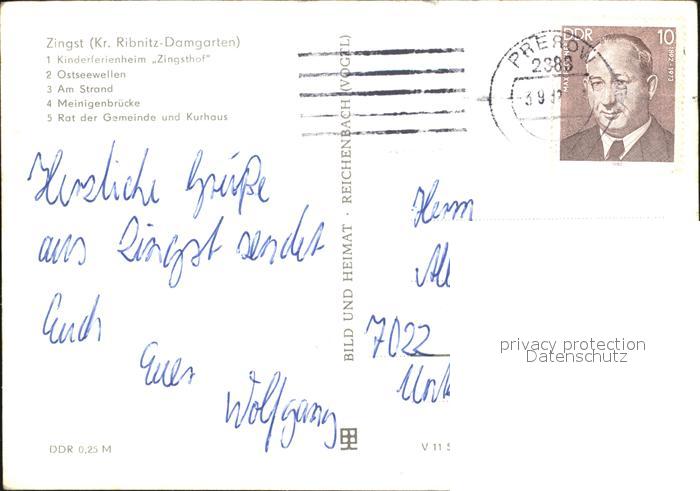 Zingst (Kr. Ribnitz-Damgarten)
1 Kinderferienheim „Zingsthof"
2 Ostseewellen
3 Am Strand
4 Meinigenbrücke
5 Rat der Gemeinde und Kurhaus
Herzliche Grüße
aus Zingst sendet
Euch
Euer
Wolfgang
DDR 0,25 M
BILD UND HEIMAT · REICHENBACH (VOGTL)
V 11
DDR 10
PREROW
2383
Herrn
7022
privacy protection
Datenschutz